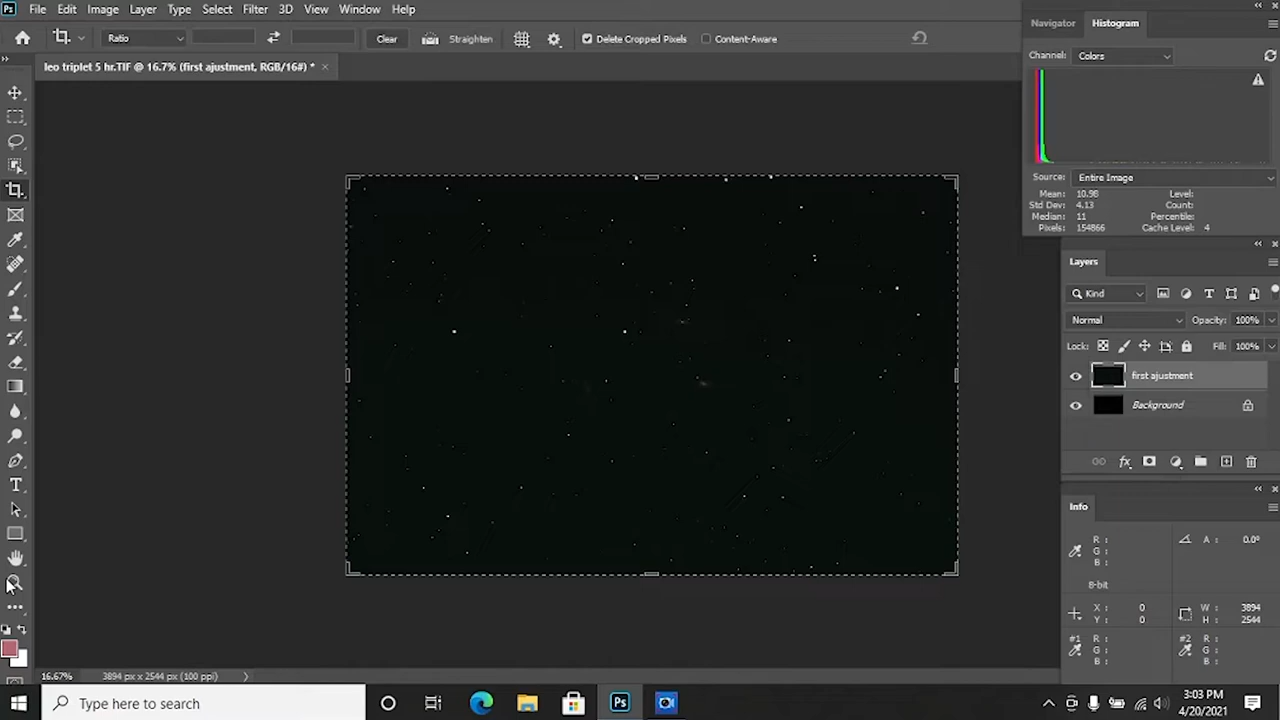 Ps File Edit Image Layer Type Select Filter 3D View Window Help
Ratio Clear Straighten Delete Cropped Pixels Content-Aware
leo triplet 5 hr.TIF @ 16.7% (first ajustment, RGB/16#) * ×
Navigator Histogram
Channel: Colors
Source: Entire Image
Mean: 10.98 Level:
Std Dev: 4.13 Count:
Median: 11 Percentile:
Pixels: 154866 Cache Level: 4
Layers
Kind
Normal Opacity: 100%
Lock: Fill: 100%
first ajustment
Background
Info
R : A : 0.0°
G :
B :
8-bit
X : 0 W : 3894
Y : 0 H : 2544
#1 R : #2 R :
G : G :
B : B :
16.67% 3894 px x 2544 px (100 ppi)
Type here to search
Ps
3:03 PM
4/20/2021